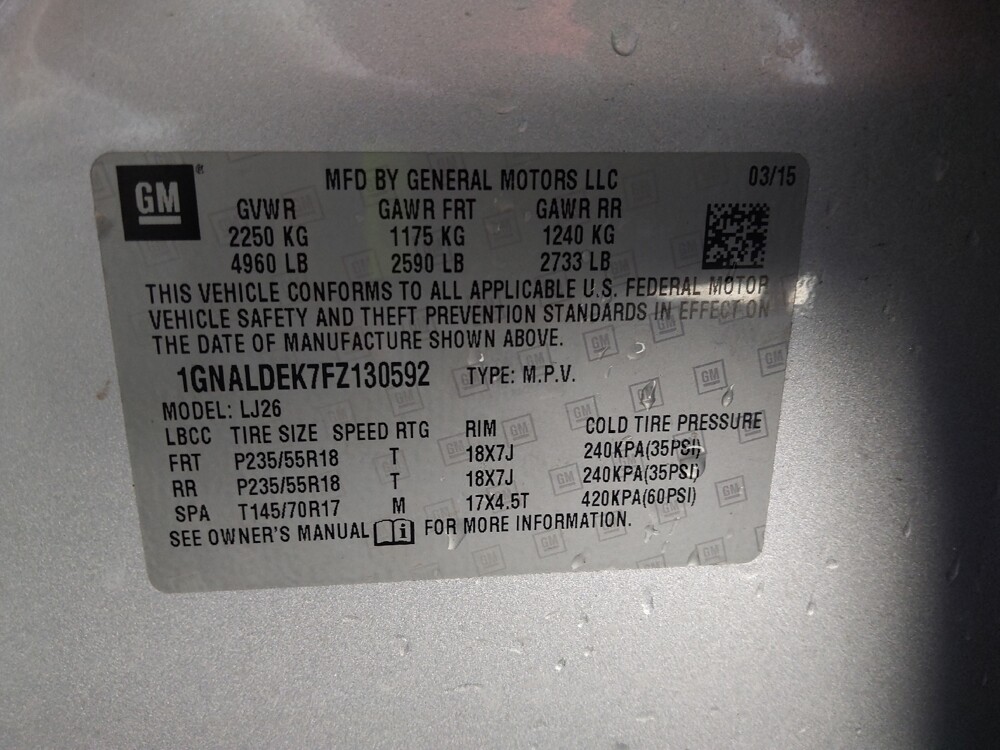 GM ® MFD BY GENERAL MOTORS LLC 03/15
GVWR GAWR FRT GAWR RR
2250 KG 1175 KG 1240 KG
4960 LB 2590 LB 2733 LB
THIS VEHICLE CONFORMS TO ALL APPLICABLE U.S. FEDERAL MOTOR
VEHICLE SAFETY AND THEFT PREVENTION STANDARDS IN EFFECT ON
THE DATE OF MANUFACTURE SHOWN ABOVE.
1GNALDEK7FZ130592 TYPE: M.P.V.
MODEL: LJ26
LBCC TIRE SIZE SPEED RTG RIM COLD TIRE PRESSURE
FRT P235/55R18 T 18X7J 240KPA(35PSI)
RR P235/55R18 T 18X7J 240KPA(35PSI)
SPA T145/70R17 M 17X4.5T 420KPA(60PSI)
SEE OWNER'S MANUAL i FOR MORE INFORMATION.